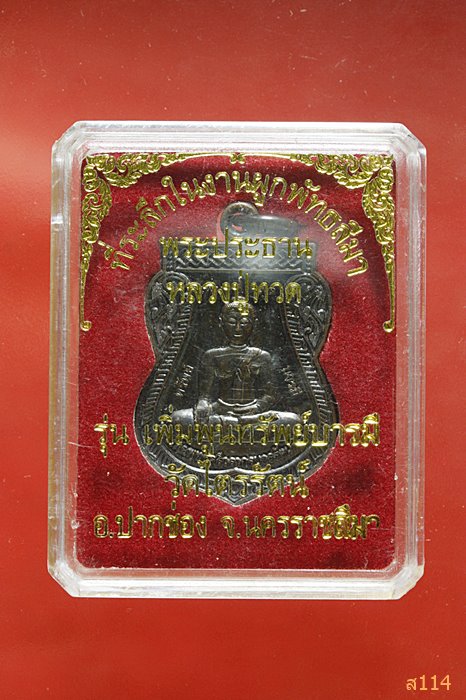 ที่ระลึกในงานผูกพัทธสีมา
พระประธาน
หลวงปู่ทวด
รุ่น เพิ่มพูนทรัพย์บารมี
วัดไตรรัตน์
อ.ปากช่อง จ.นครราชสีมา
ส114